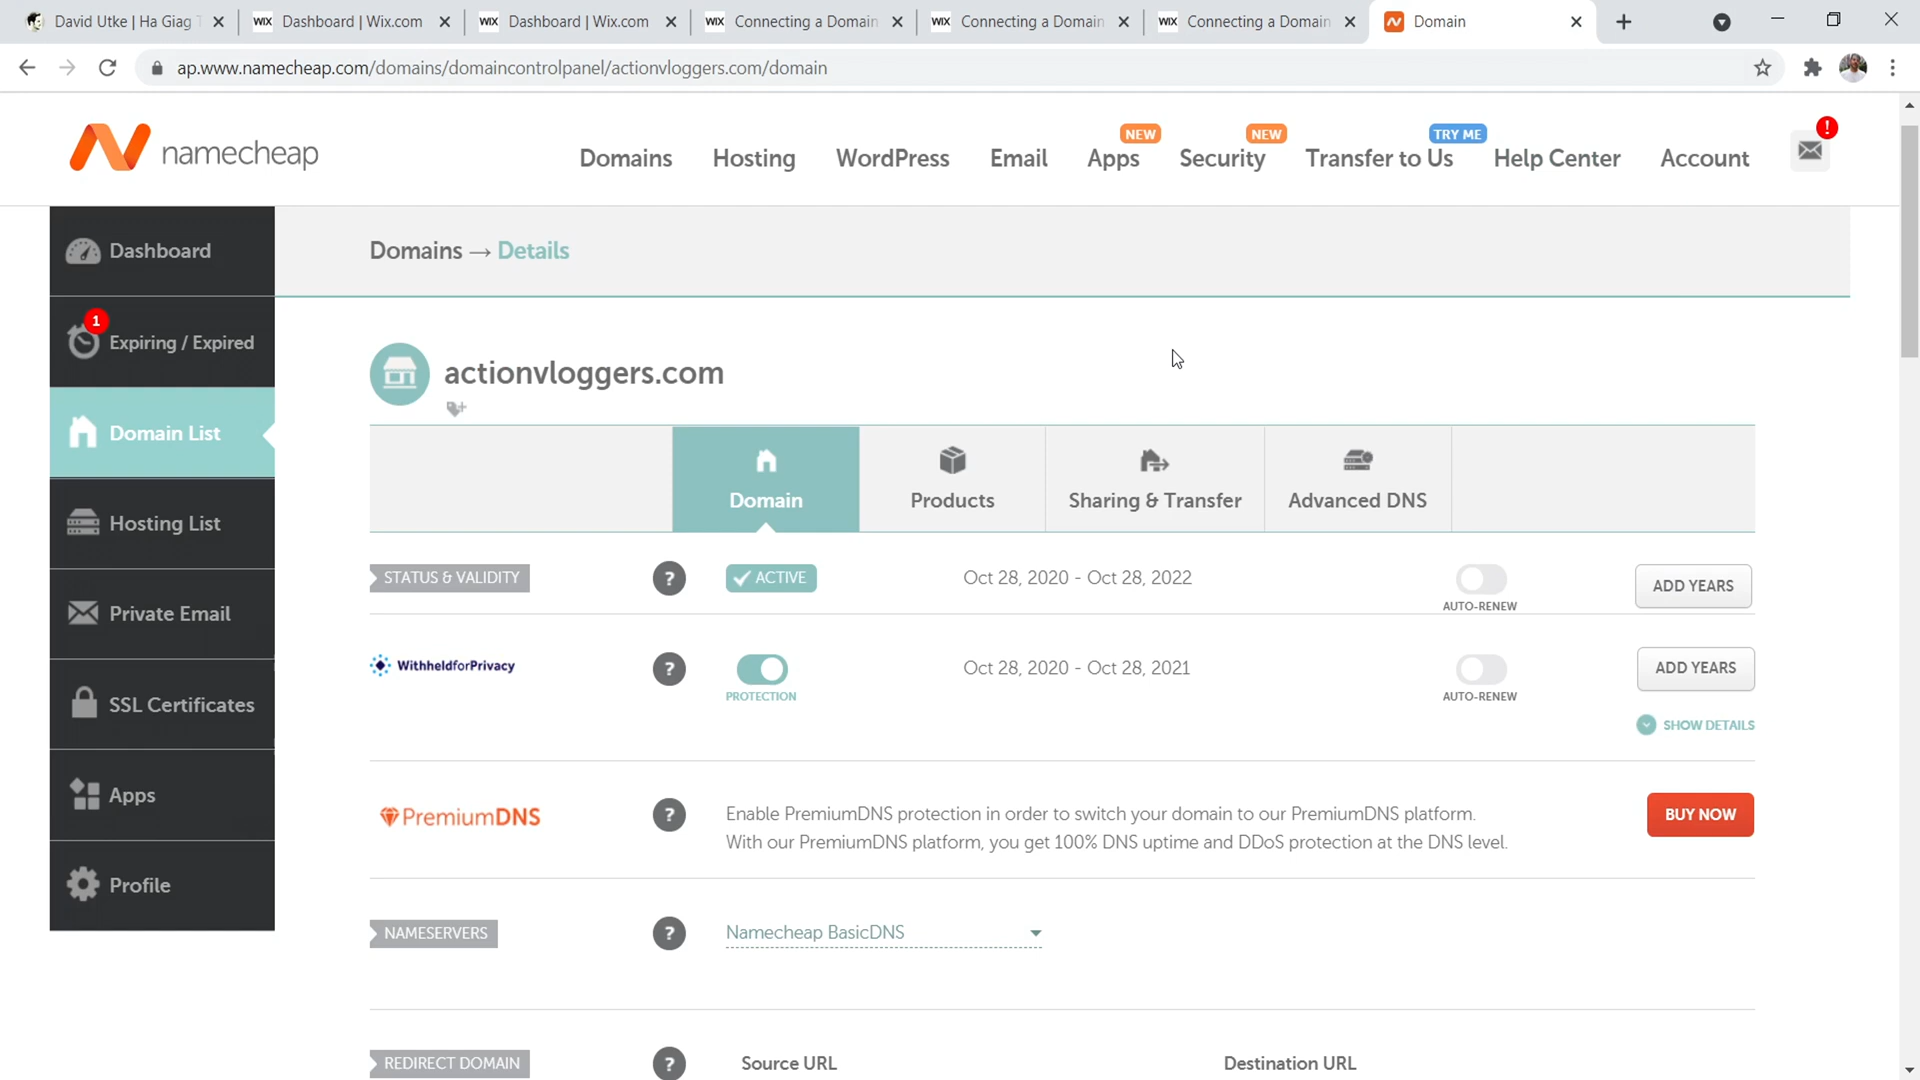 David Utke | Ha Giag T
Dashboard | Wix.com
Dashboard | Wix.com
Connecting a Domain
Connecting a Domain
Connecting a Domain
Domain
WIX
WIX
WIX
WIX
WIX
ap.www.namecheap.com/domains/domaincontrolpanel/actionvloggers.com/domain
namecheap
Domains
Hosting
WordPress
Email
Apps
NEW
Security
NEW
Transfer to Us
TRY ME
Help Center
Account
!
Dashboard
1
Expiring / Expired
Domain List
Hosting List
Private Email
SSL Certificates
Apps
Profile
Domains → Details
actionvloggers.com
Domain
Products
Sharing & Transfer
Advanced DNS
STATUS & VALIDITY
?
ACTIVE
Oct 28, 2020 - Oct 28, 2022
AUTO-RENEW
ADD YEARS
WithheldforPrivacy
?
PROTECTION
Oct 28, 2020 - Oct 28, 2021
AUTO-RENEW
ADD YEARS
SHOW DETAILS
PremiumDNS
?
Enable PremiumDNS protection in order to switch your domain to our PremiumDNS platform.
With our PremiumDNS platform, you get 100% DNS uptime and DDoS protection at the DNS level.
BUY NOW
NAMESERVERS
?
Namecheap BasicDNS
REDIRECT DOMAIN
?
Source URL
Destination URL